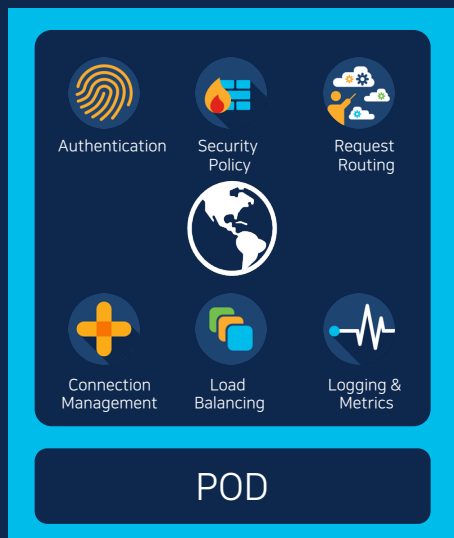 Authentication
Security
Policy
Request
Routing
Connection
Management
Load
Balancing
Logging &
Metrics
POD